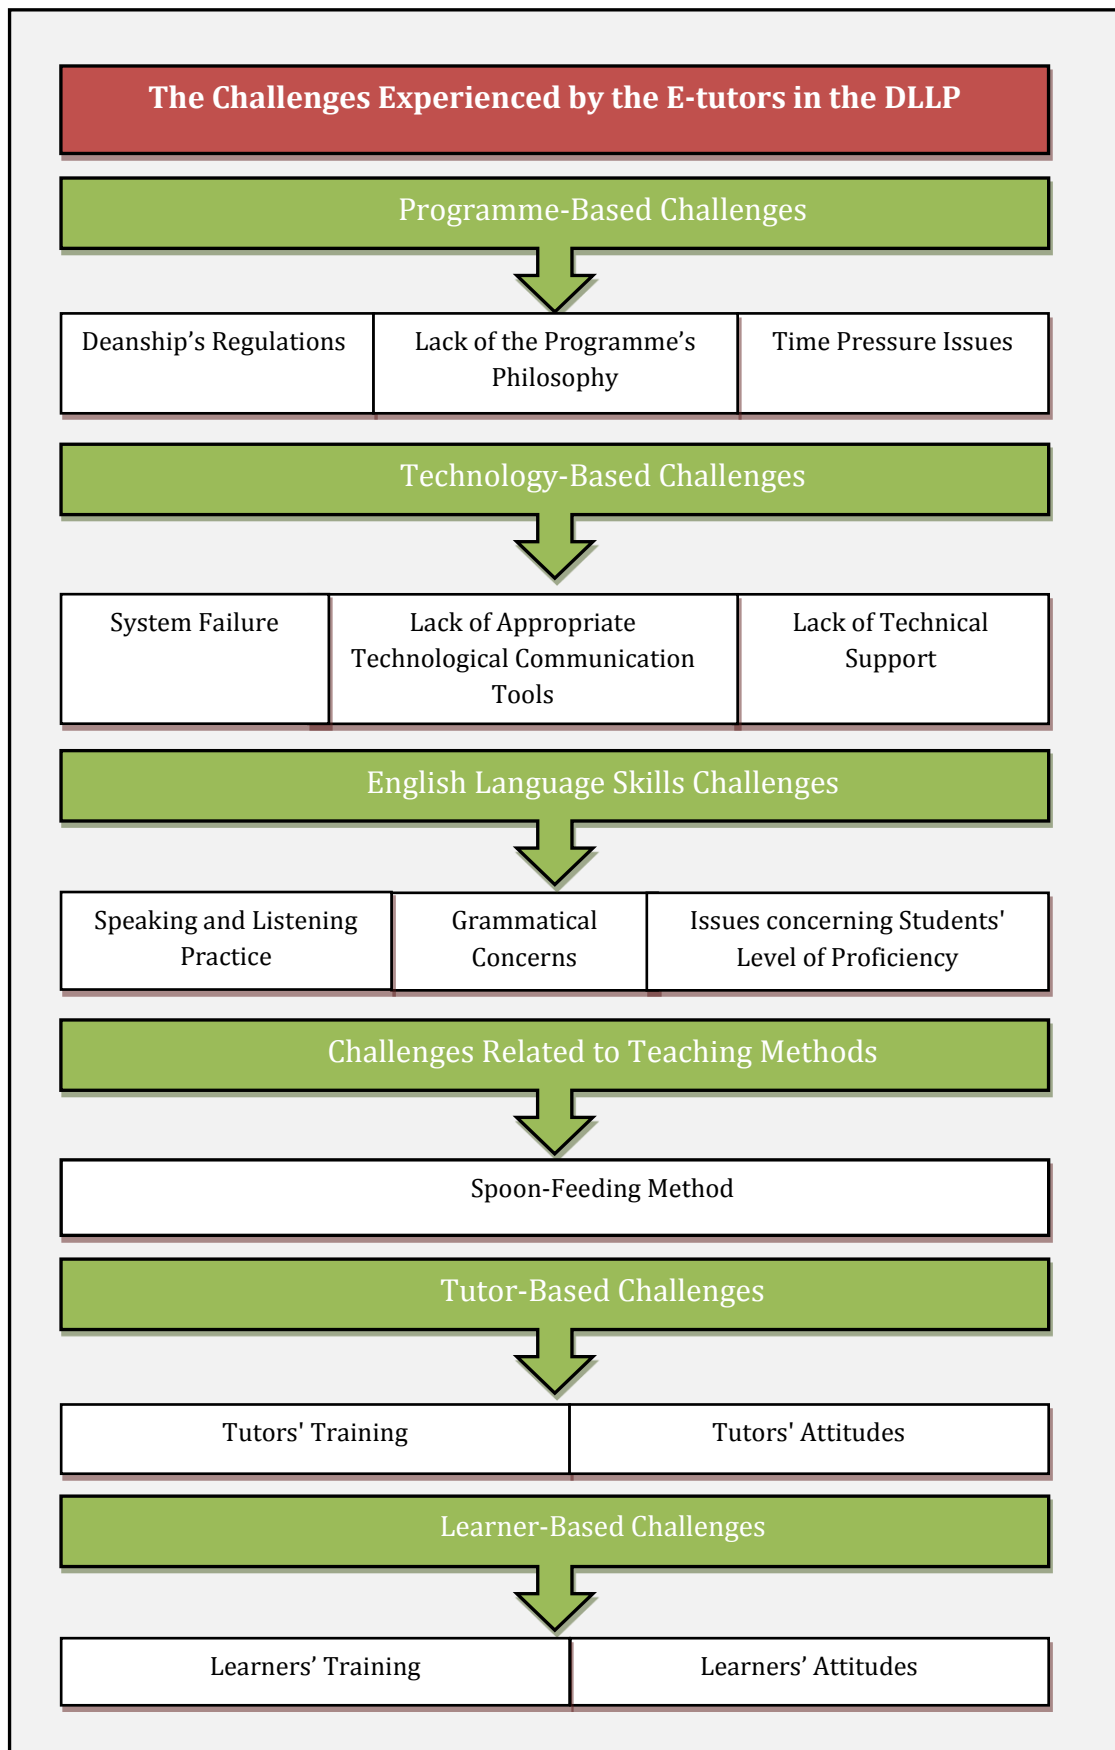 The Challenges Experienced by the E-tutors in the DLLP
Programme-Based Challenges
Deanship’s Regulations
Lack of the Programme’s
Philosophy
Time Pressure Issues
Technology-Based Challenges
System Failure
Lack of Appropriate
Technological Communication
Tools
Lack of Technical
Support
English Language Skills Challenges
Speaking and Listening
Practice
Grammatical
Concerns
Issues concerning Students'
Level of Proficiency
Challenges Related to Teaching Methods
Spoon-Feeding Method
Tutor-Based Challenges
Tutors' Training
Tutors' Attitudes
Learner-Based Challenges
Learners’ Training
Learners’ Attitudes